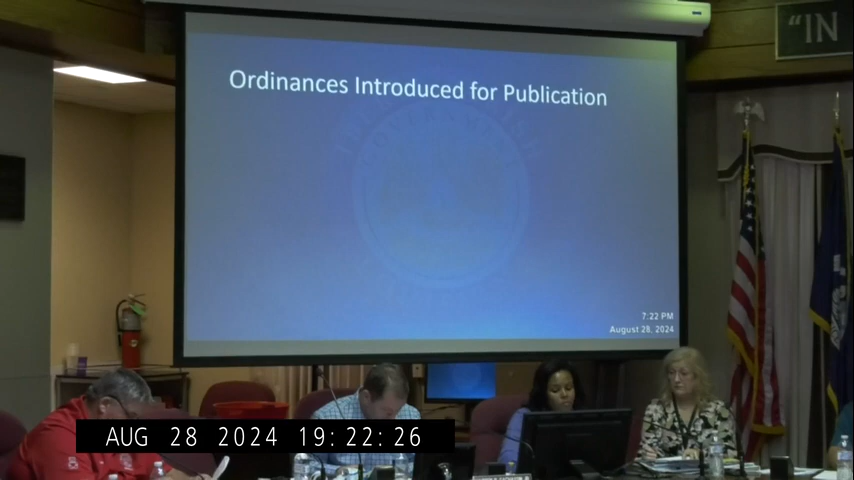 "IN
Ordinances Introduced for Publication
7:22 PM
August 28, 2024
AUG 28 2024 19:22:26